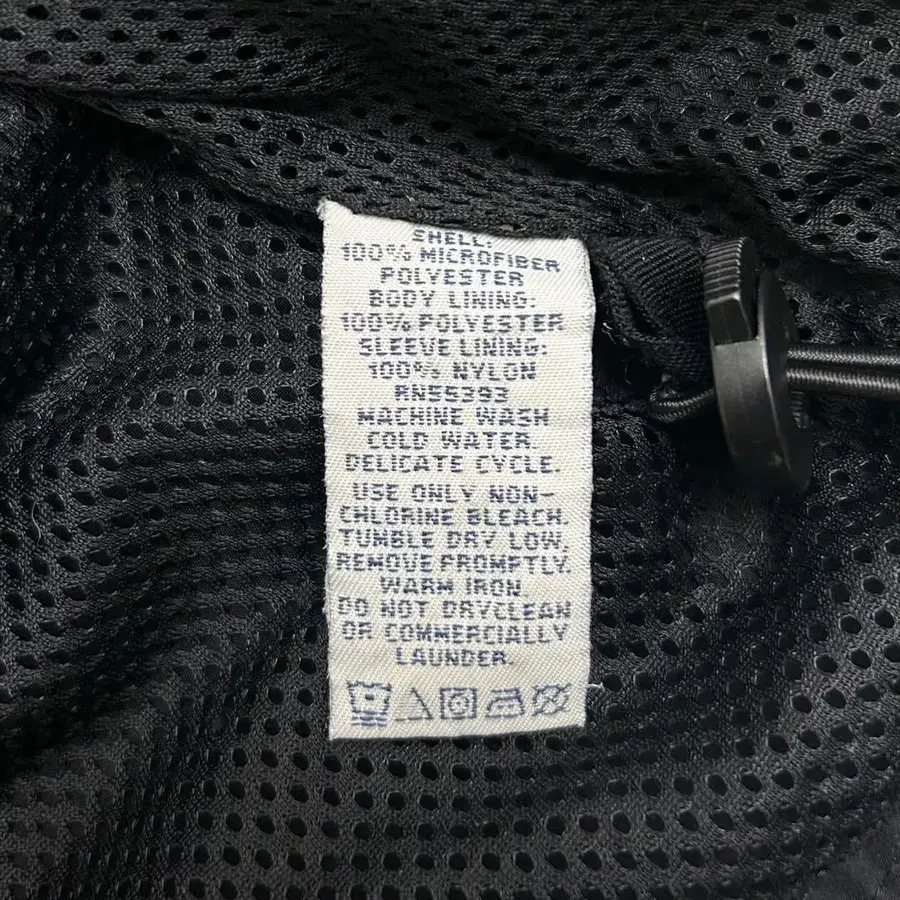 SHELL:
100% MICROFIBER
POLYESTER
BODY LINING:
100% POLYESTER
SLEEVE LINING:
100% NYLON
RN55393
MACHINE WASH
COLD WATER
DELICATE CYCLE.
USE ONLY NON-
CHLORINE BLEACH.
TUMBLE DRY LOW,
REMOVE PROMPTLY.
WARM IRON
DO NOT DRYCLEAN
OR COMMERCIALLY
LAUNDER.